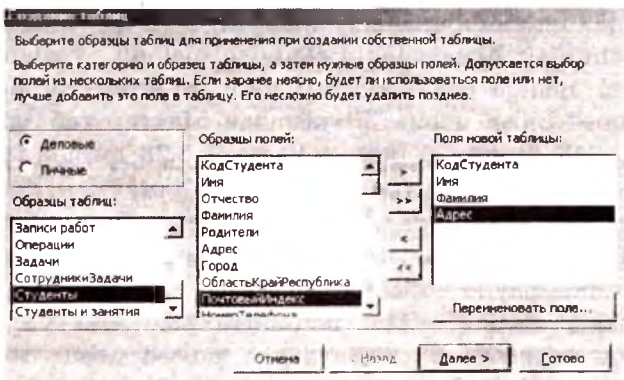 Создание таблиц
Выберите образцы таблиц для применения при создании собственной таблицы.
Выберите категорию и образец таблицы, а затем нужные образцы полей. Допускается выбор
полей из нескольких таблиц. Если заранее неясно, будет ли использоваться поле или нет,
лучше добавить это поле в таблицу. Его несложно будет удалить позднее.
Деловые
Личные
Образцы таблиц:
Записи работ
Операции
Задачи
СотрудникиЗадачи
Студенты
Студенты и занятия
Образцы полей:
КодСтудента
Имя
Отчество
Фамилия
Родители
Адрес
Город
ОбластьКрайРеспублика
ПочтовыйИндекс
НомерТелефона
>
>>
<
<<
Поля новой таблицы:
КодСтудента
Имя
Фамилия
Адрес
Переименовать поле...
Отмена
< Назад
Далее >
Готово